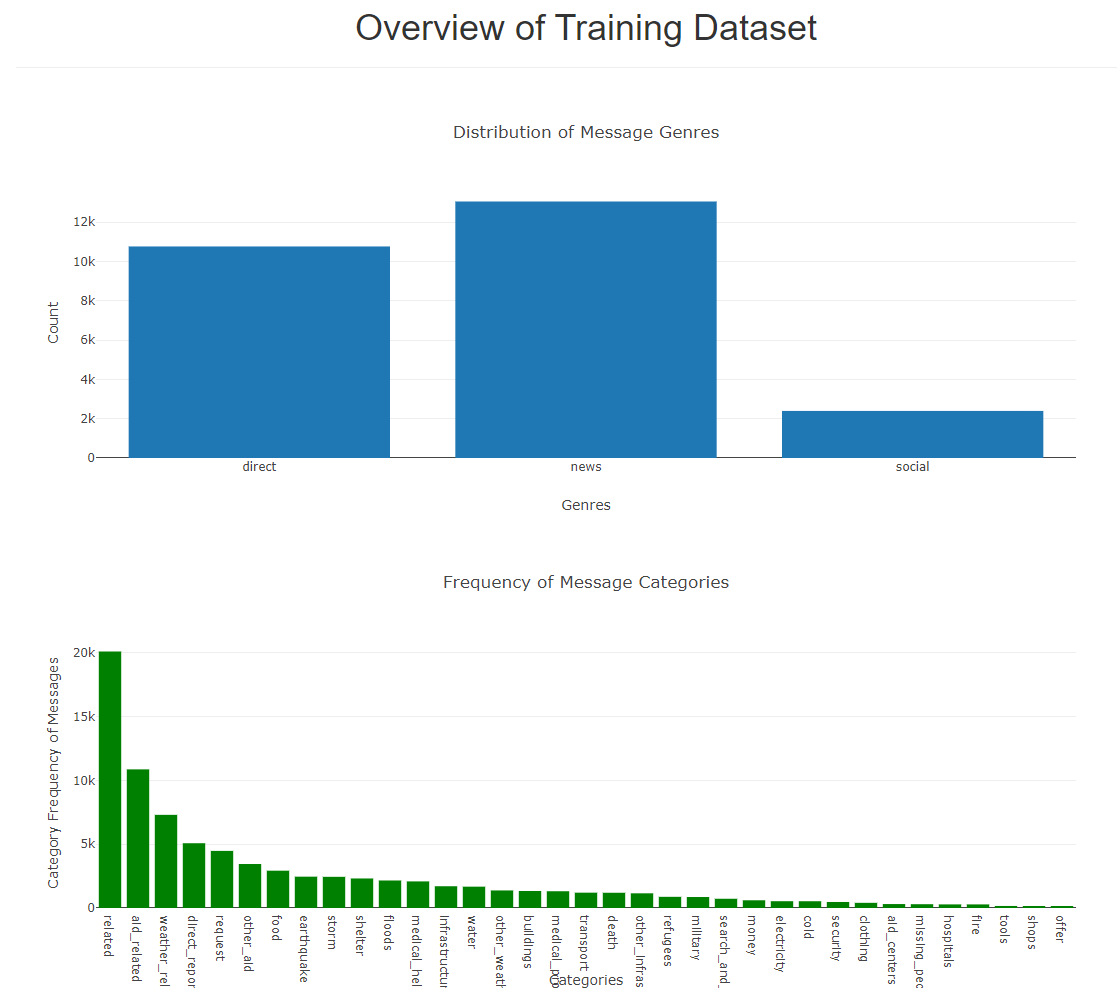 Overview of Training Dataset
Distribution of Message Genres
12k
10k
8k
6k
4k
2k
0
Count
direct
news
social
Genres
Frequency of Message Categories
20k
15k
10k
5k
0
Category Frequency of Messages
related
aid_related
weather_rel
direct_repor
request
other_aid
food
earthquake
storm
shelter
floods
medical_hel
infrastructur
water
other_weath
buildings
medical_pro
transport
death
other_infras
refugees
military
search_and_
money
electricity
cold
security
clothing
aid_centers
missing_peo
hospitals
fire
tools
shops
offer
Categories